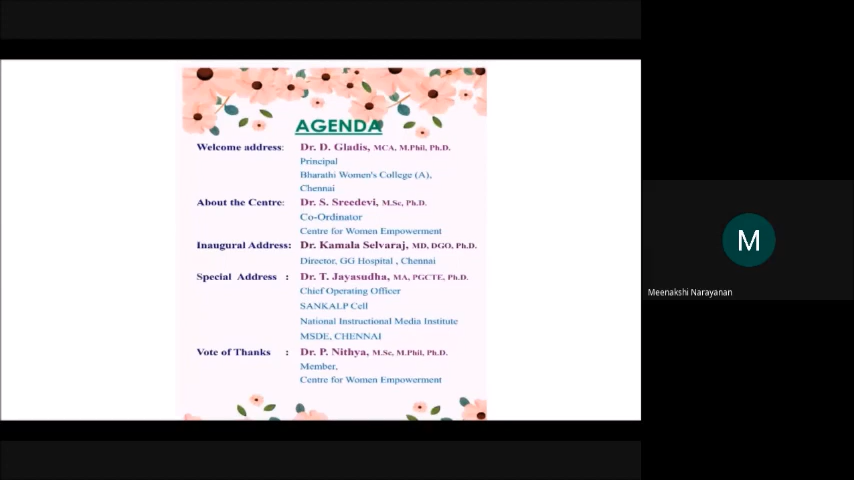 AGENDA
Welcome address: Dr. D. Gladis, MCA, M.Phil, Ph.D.
Principal
Bharathi Women's College (A),
Chennai
About the Centre: Dr. S. Sreedevi, M.Sc, Ph.D.
Co-Ordinator
Centre for Women Empowerment
Inaugural Address: Dr. Kamala Selvaraj, MD, DGO, Ph.D.
Director, GG Hospital , Chennai
Special Address : Dr. T. Jayasudha, MA, PGCTE, Ph.D.
Chief Operating Officer
SANKALP Cell
National Instructional Media Institute
MSDE, CHENNAI
Vote of Thanks : Dr. P. Nithya, M.Sc, M.Phil, Ph.D.
Member,
Centre for Women Empowerment
M
Meenakshi Narayanan